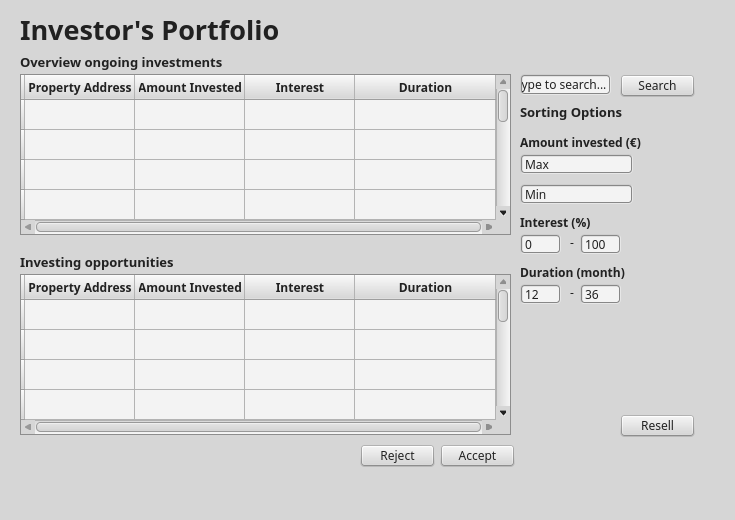 Investor's Portfolio
Overview ongoing investments
Property Address Amount Invested Interest Duration
ype to search... Search
Sorting Options
Amount invested (€)
Max
Min
Interest (%)
0 - 100
Duration (month)
12 - 36
Investing opportunities
Property Address Amount Invested Interest Duration
Resell
Reject Accept